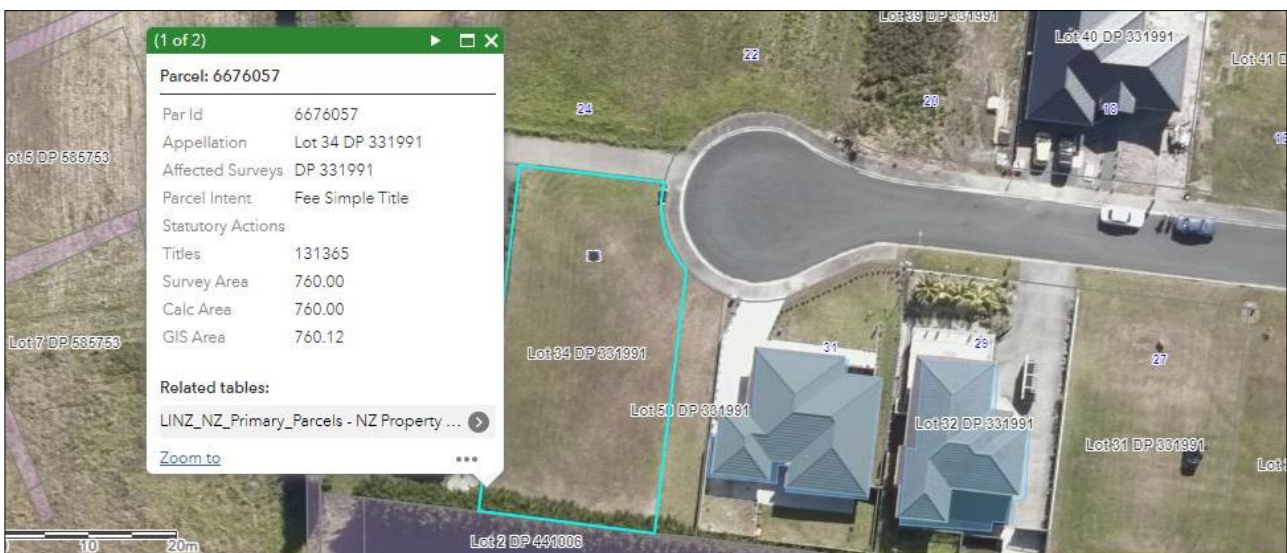 (1 of 2)
Parcel: 6676057
Par Id 6676057
Appellation Lot 34 DP 331991
Affected Surveys DP 331991
Parcel Intent Fee Simple Title
Statutory Actions
Titles 131365
Survey Area 760.00
Calc Area 760.00
GIS Area 760.12
Related tables:
LINZ_NZ_Primary_Parcels - NZ Property ...
Zoom to
Lot 39 DP 331991
Lot 40 DP 331991
Lot 41 D
22
24
20
18
ot 5 DP 585753
Lot 7 DP 585753
Lot 34 DP 331991
31
29
27
Lot 50 DP 331991
Lot 32 DP 331991
Lot 31 DP 331991
Lot
Lot 2 DP 441006
10
20m